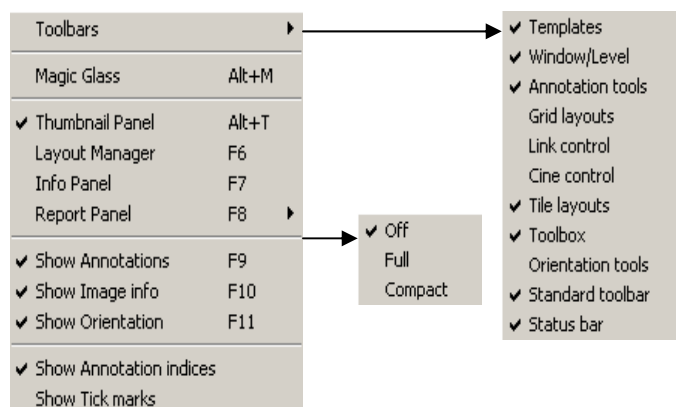 Toolbars
Magic Glass Alt+M
Thumbnail Panel Alt+T
Layout Manager F6
Info Panel F7
Report Panel F8
Show Annotations F9
Show Image info F10
Show Orientation F11
Show Annotation indices
Show Tick marks
Off
Full
Compact
Templates
Window/Level
Annotation tools
Grid layouts
Link control
Cine control
Tile layouts
Toolbox
Orientation tools
Standard toolbar
Status bar